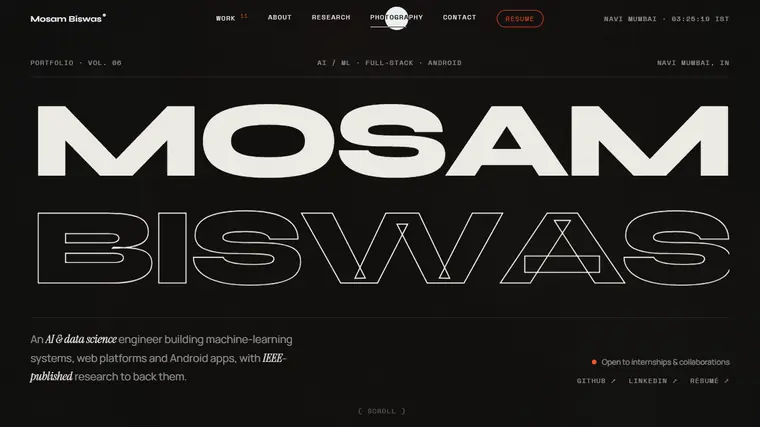 Mosam Biswas
WORK 11 ABOUT RESEARCH PHOTOGRAPHY CONTACT RESUME
NAVI MUMBAI · 03:26:10 IST
PORTFOLIO · VOL. 06
AI / ML · FULL-STACK · ANDROID
NAVI MUMBAI, IN
MOSAM
BISWAS
An AI & data science engineer building machine-learning
systems, web platforms and Android apps, with IEEE-
published research to back them.
Open to internships & collaborations
GITHUB ↗ LINKEDIN ↗ RÉSUMÉ ↗
( SCROLL )